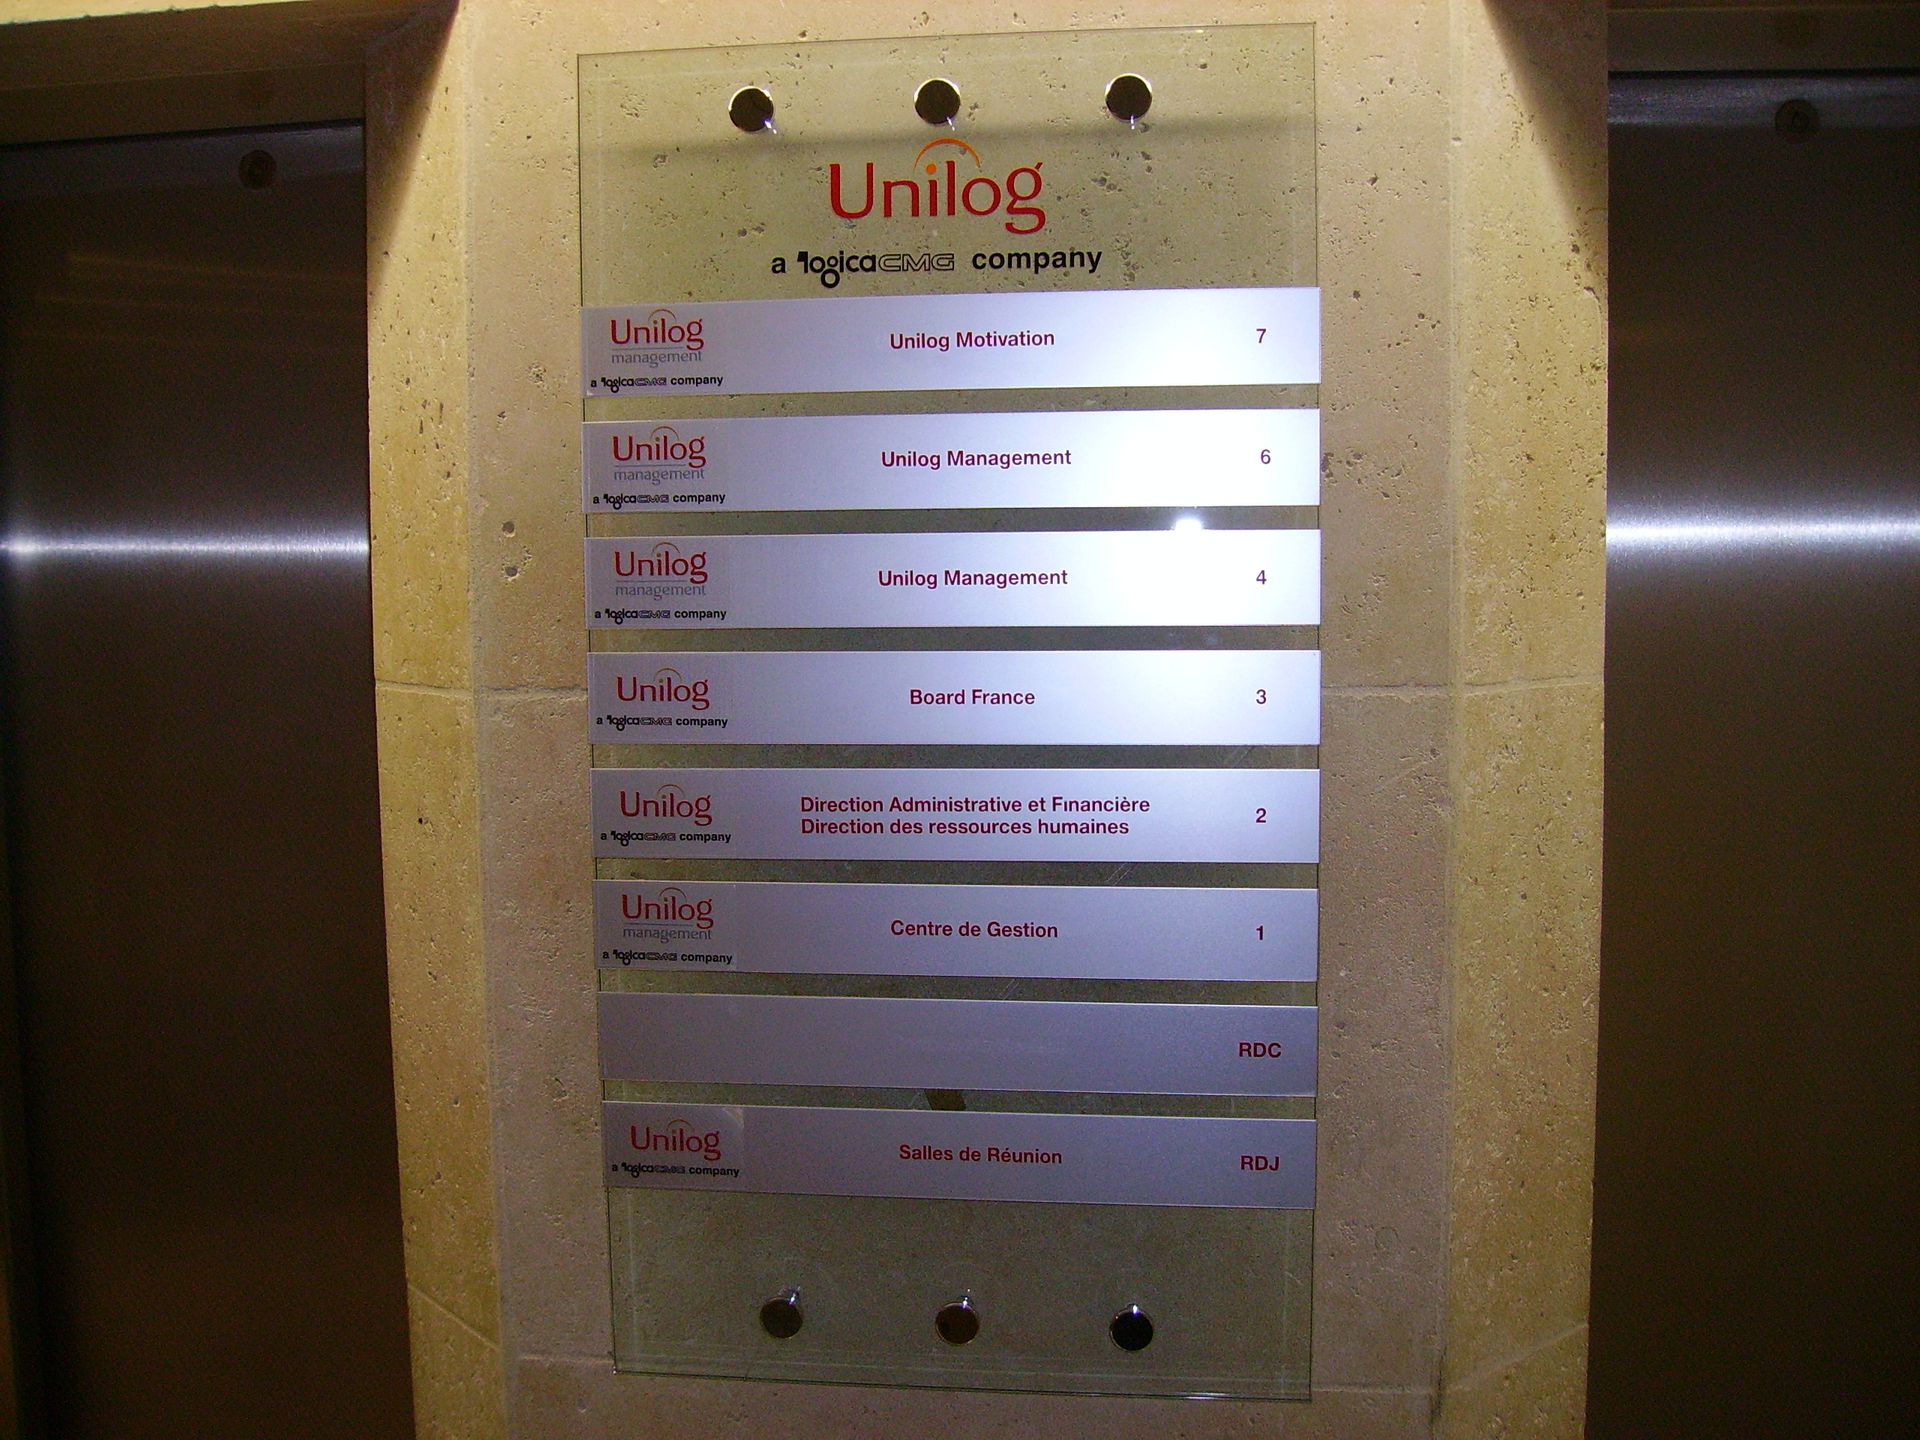 Unilog
a logicaCMG company
Unilog
management
a logicaCMG company
Unilog Motivation 7
Unilog
management
a logicaCMG company
Unilog Management 6
Unilog
management
a logicaCMG company
Unilog Management 4
Unilog
a logicaCMG company
Board France 3
Unilog
a logicaCMG company
Direction Administrative et Financière
Direction des ressources humaines
2
Unilog
management
a logicaCMG company
Centre de Gestion 1
RDC
Unilog
a logicaCMG company
Salles de Réunion RDJ